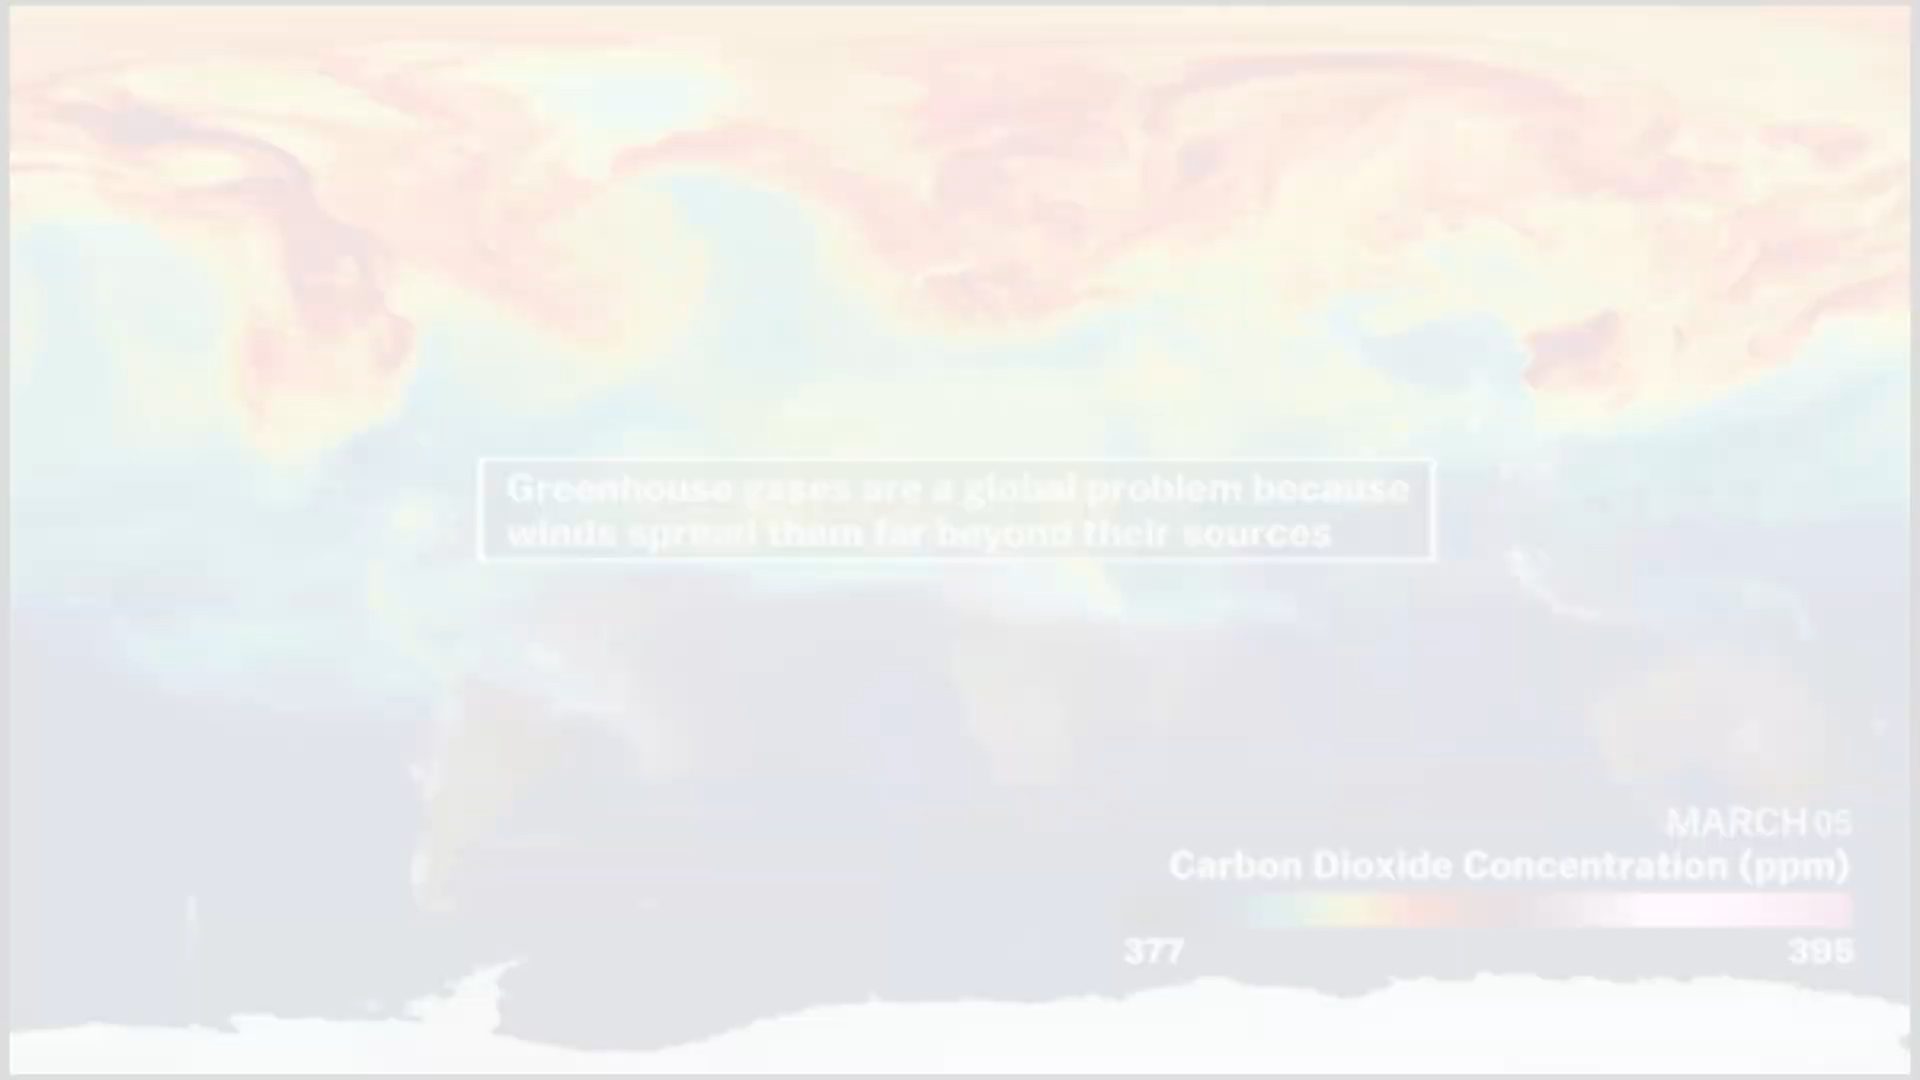 Greenhouse gases are a global problem because
winds spread them far beyond their sources
MARCH 05
Carbon Dioxide Concentration (ppm)
377
395